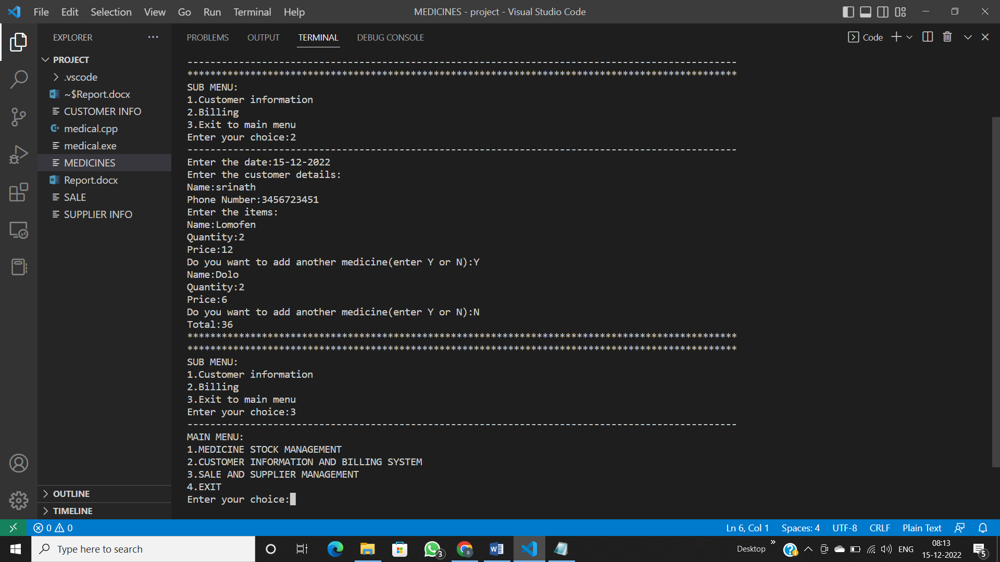 File Edit Selection View Go Run Terminal Help MEDICINES - project - Visual Studio Code
EXPLORER
PROJECT
.vscode
~$Report.docx
CUSTOMER INFO
medical.cpp
medical.exe
MEDICINES
Report.docx
SALE
SUPPLIER INFO
OUTLINE
TIMELINE
PROBLEMS OUTPUT TERMINAL DEBUG CONSOLE Code
------------------------------------------------------------------------------------------------
************************************************************************************************
SUB MENU:
1.Customer information
2.Billing
3.Exit to main menu
Enter your choice:2
------------------------------------------------------------------------------------------------
Enter the date:15-12-2022
Enter the customer details:
Name:srinath
Phone Number:3456723451
Enter the items:
Name:Lomofen
Quantity:2
Price:12
Do you want to add another medicine(enter Y or N):Y
Name:Dolo
Quantity:2
Price:6
Do you want to add another medicine(enter Y or N):N
Total:36
************************************************************************************************
************************************************************************************************
SUB MENU:
1.Customer information
2.Billing
3.Exit to main menu
Enter your choice:3
------------------------------------------------------------------------------------------------
MAIN MENU:
1.MEDICINE STOCK MANAGEMENT
2.CUSTOMER INFORMATION AND BILLING SYSTEM
3.SALE AND SUPPLIER MANAGEMENT
4.EXIT
Enter your choice:
0 0 Ln 6, Col 1 Spaces: 4 UTF-8 CRLF Plain Text
Type here to search 3 Desktop ENG 08:13
15-12-2022 5